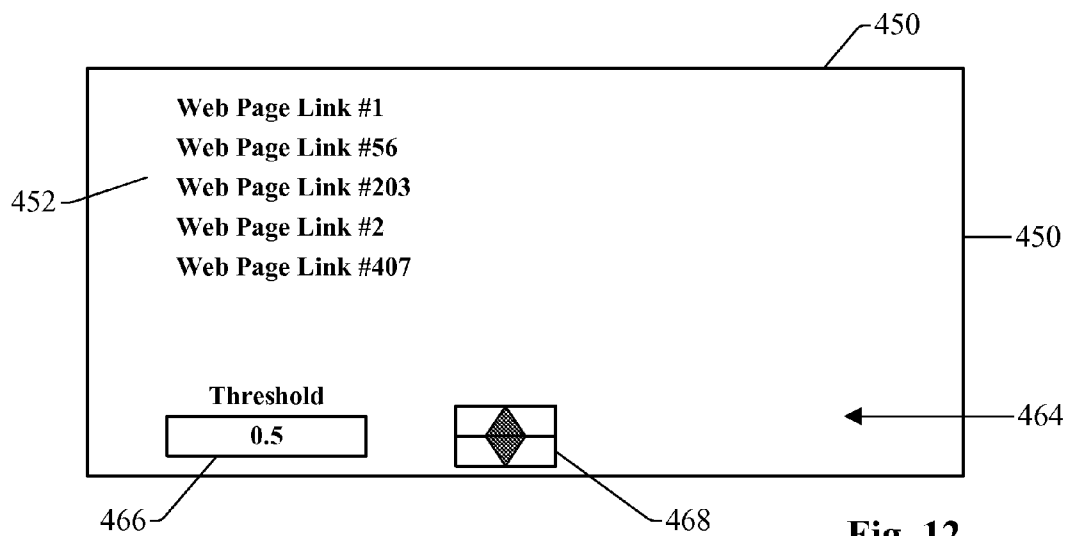 450
Web Page Link #1
Web Page Link #56
Web Page Link #203
Web Page Link #2
Web Page Link #407
452
450
Threshold
0.5
464
466
468
Fig. 12